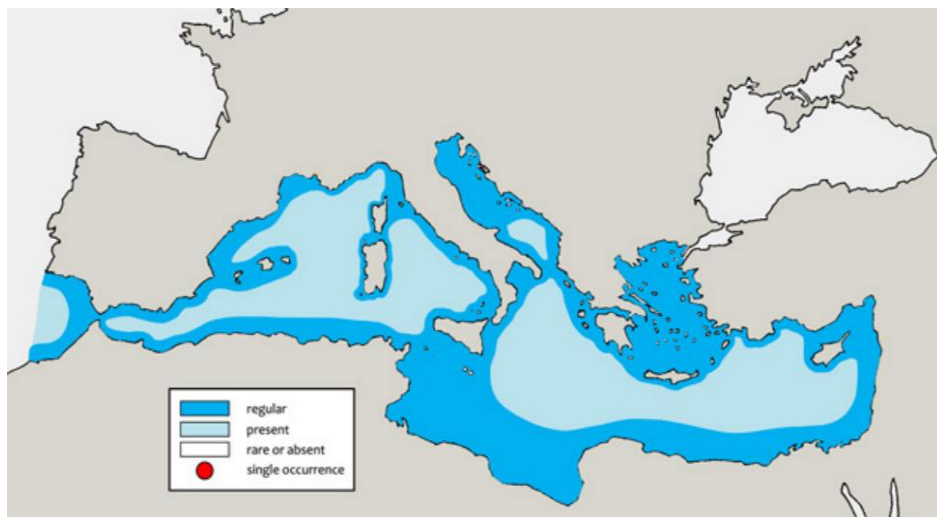 regular
present
rare or absent
single occurrence